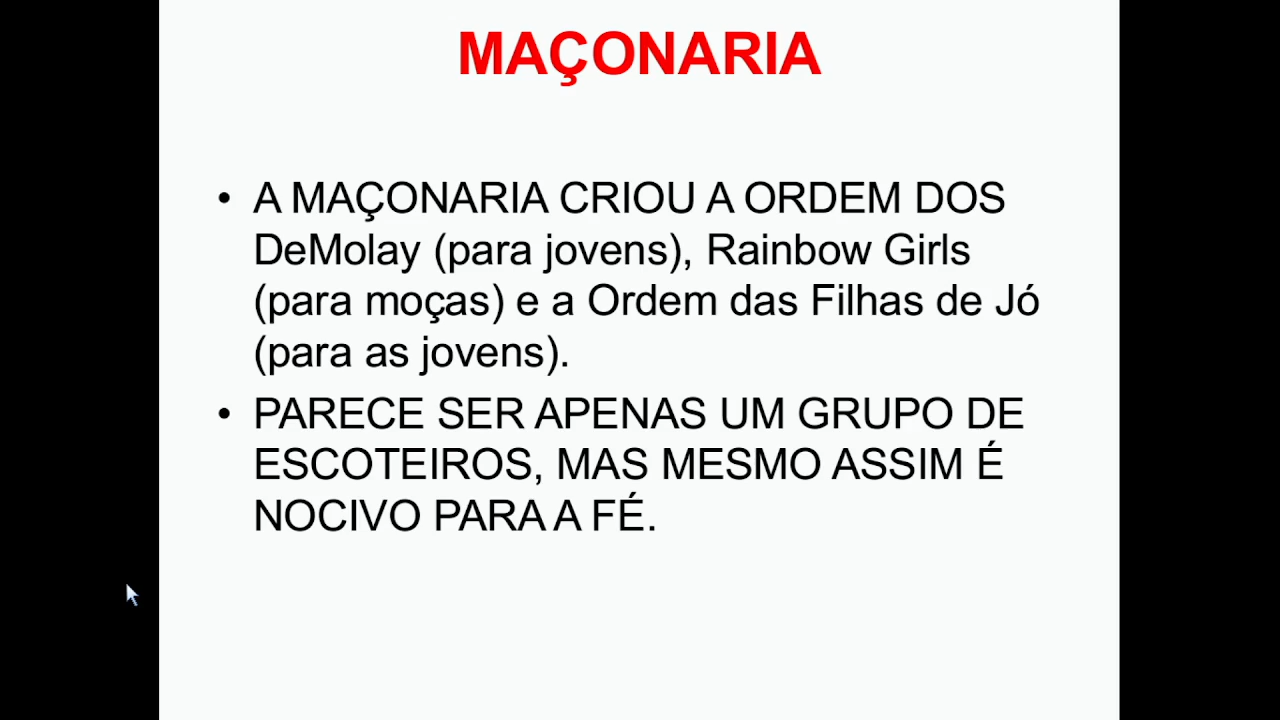 MAÇONARIA
• A MAÇONARIA CRIOU A ORDEM DOS
DeMolay (para jovens), Rainbow Girls
(para moças) e a Ordem das Filhas de Jó
(para as jovens).
• PARECE SER APENAS UM GRUPO DE
ESCOTEIROS, MAS MESMO ASSIM É
NOCIVO PARA A FÉ.